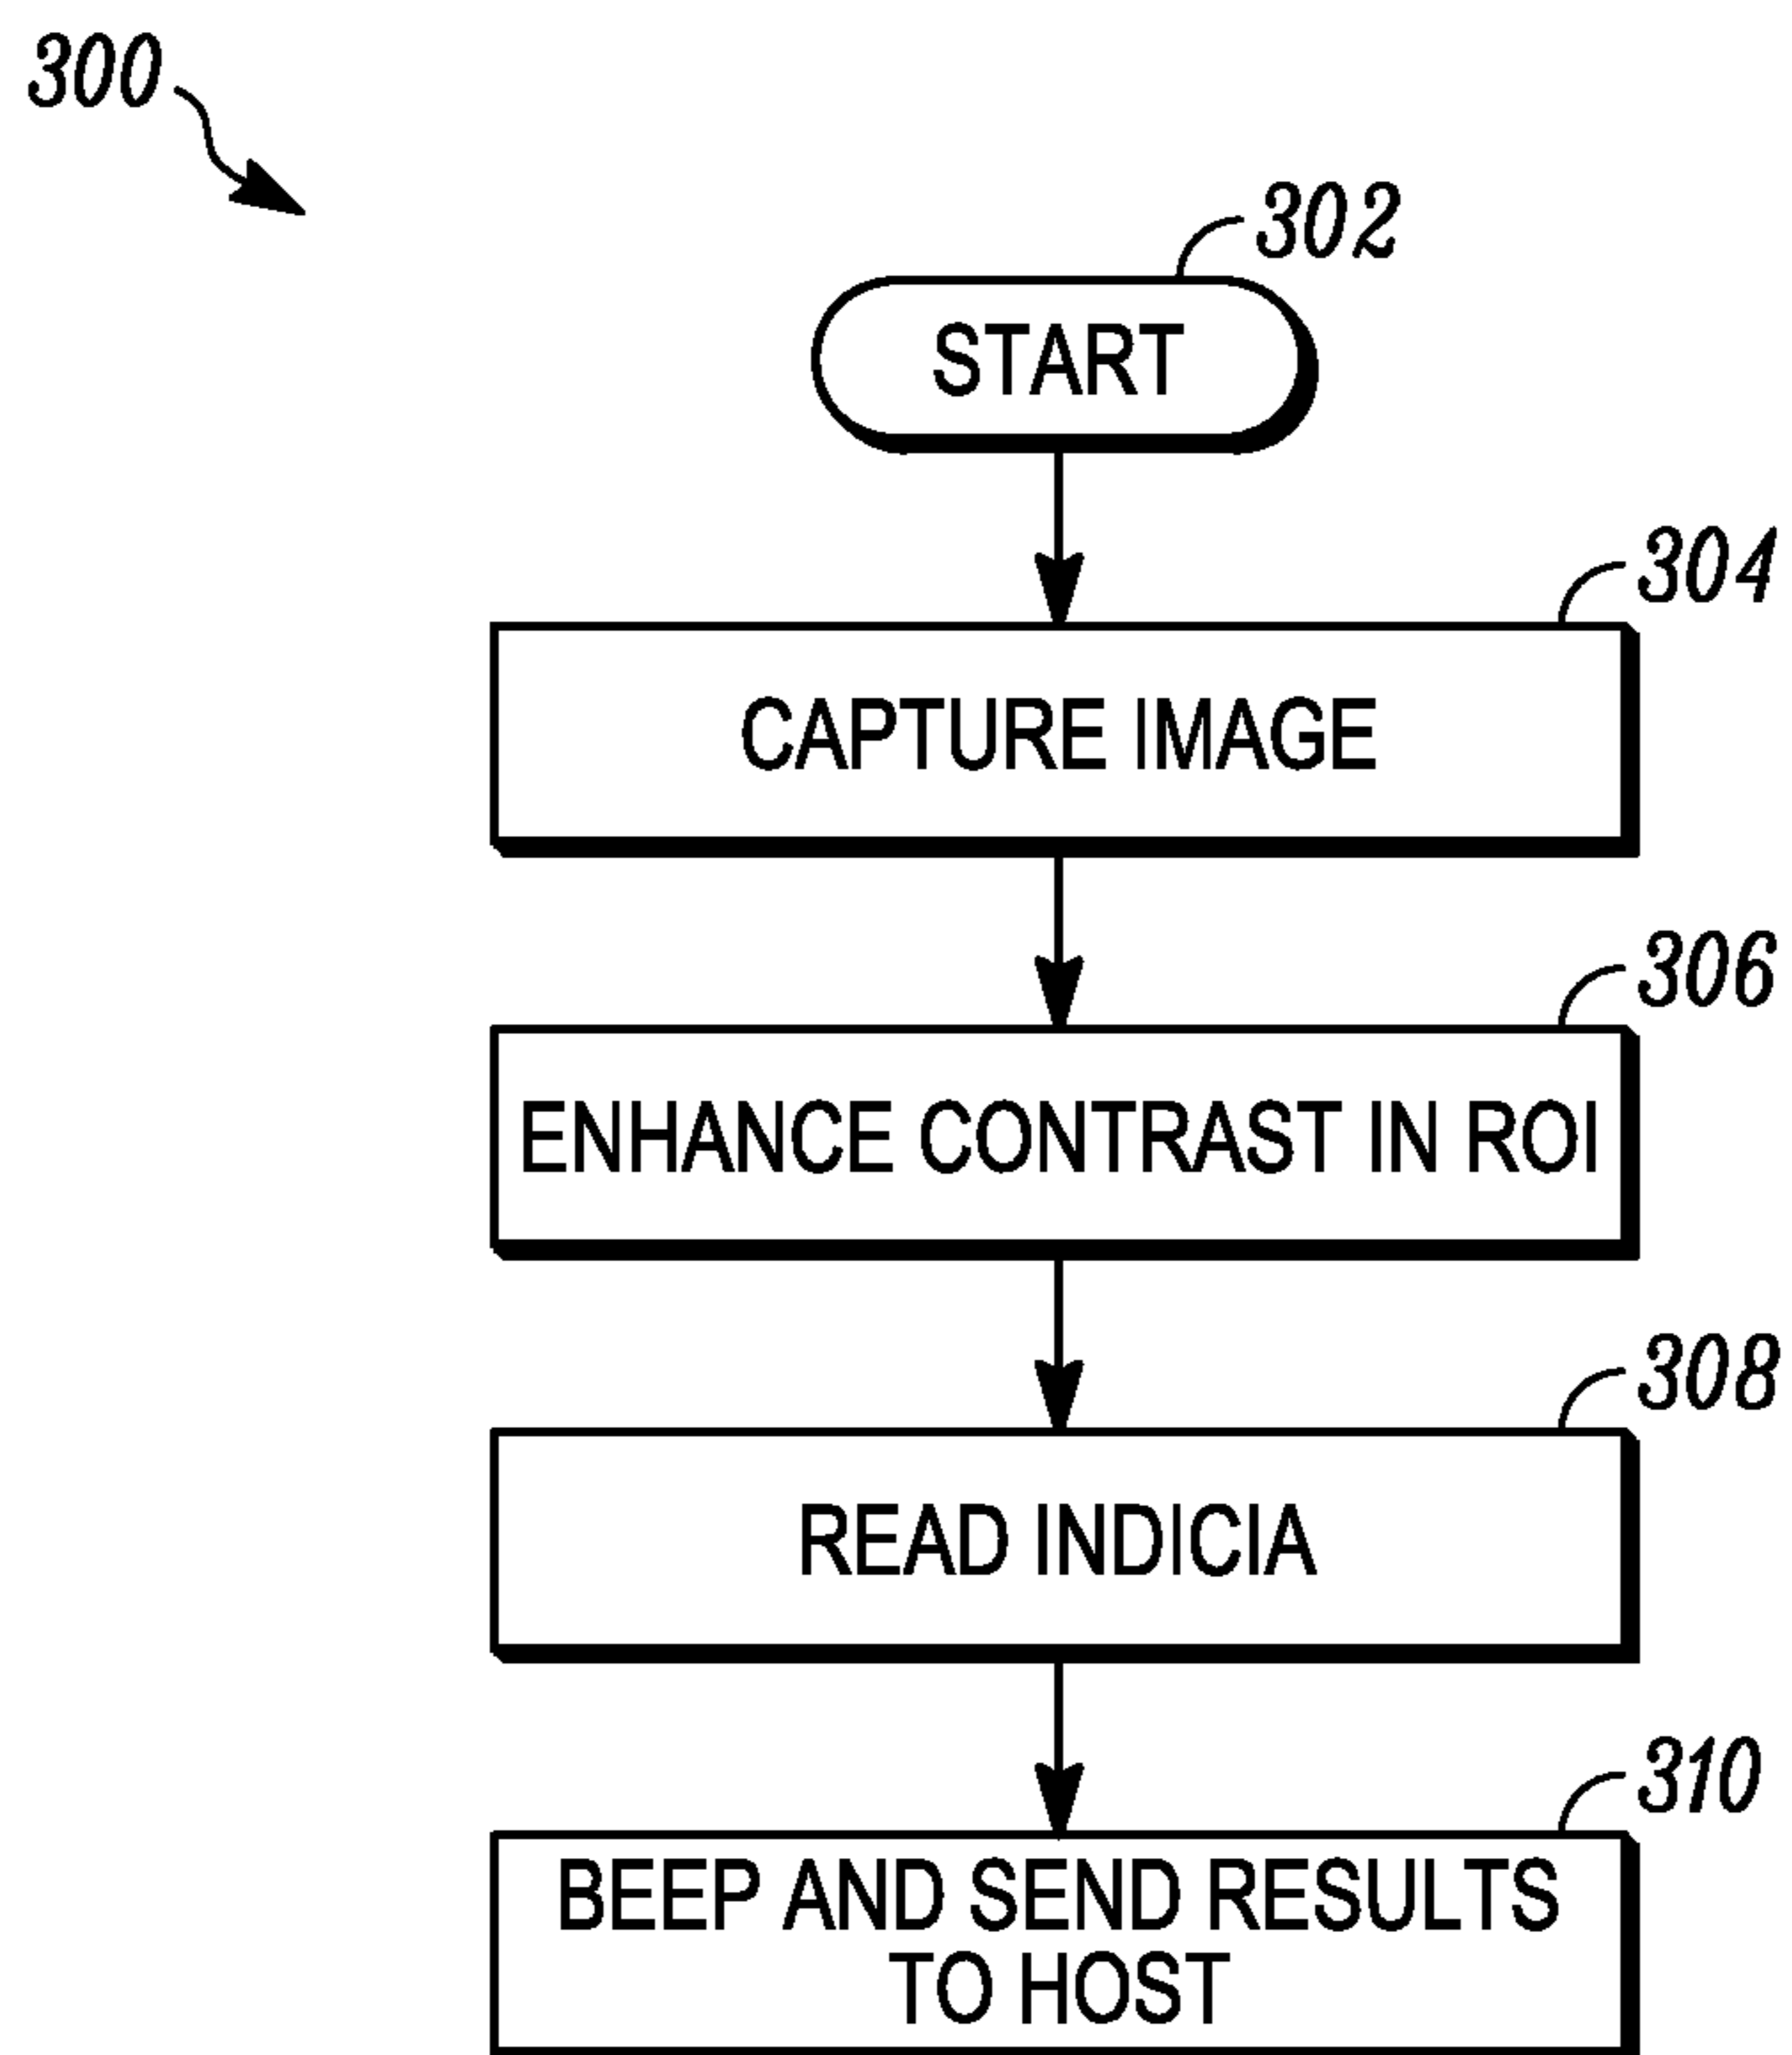 300
302
START
304
CAPTURE IMAGE
306
ENHANCE CONTRAST IN ROI
308
READ INDICIA
310
BEEP AND SEND RESULTS
TO HOST